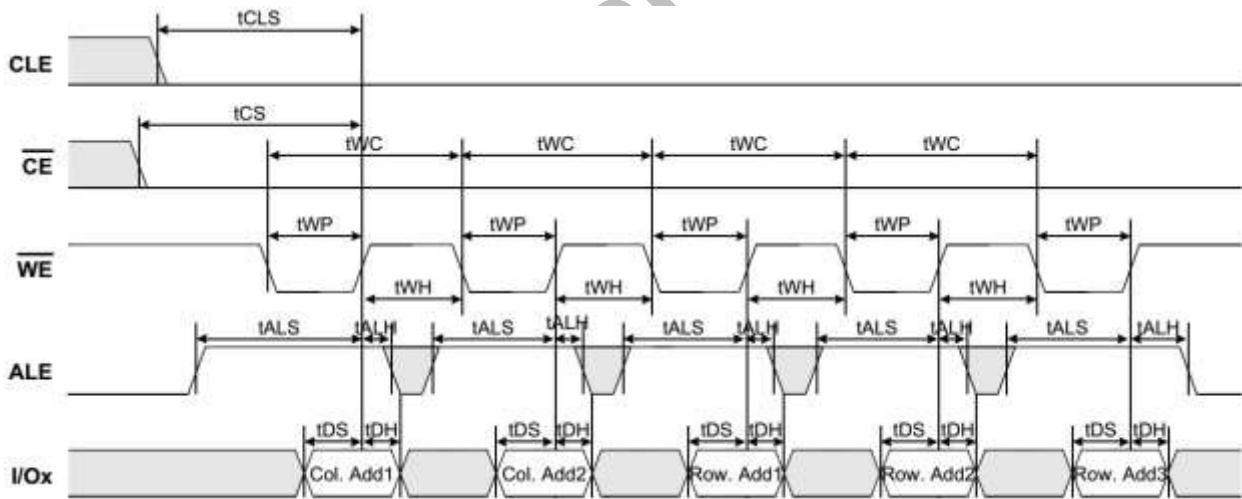 tCLS
CLE
tCS
CE
tWC tWC tWC tWC
tWP tWP tWP tWP tWP
WE
tWH tWH tWH tWH
tALS tALH tALS tALH tALS tALH tALS tALH tALS tALH
ALE
tDS tDH tDS tDH tDS tDH tDS tDH tDS tDH
I/Ox Col. Add1 Col. Add2 Row. Add1 Row. Add2 Row. Add3